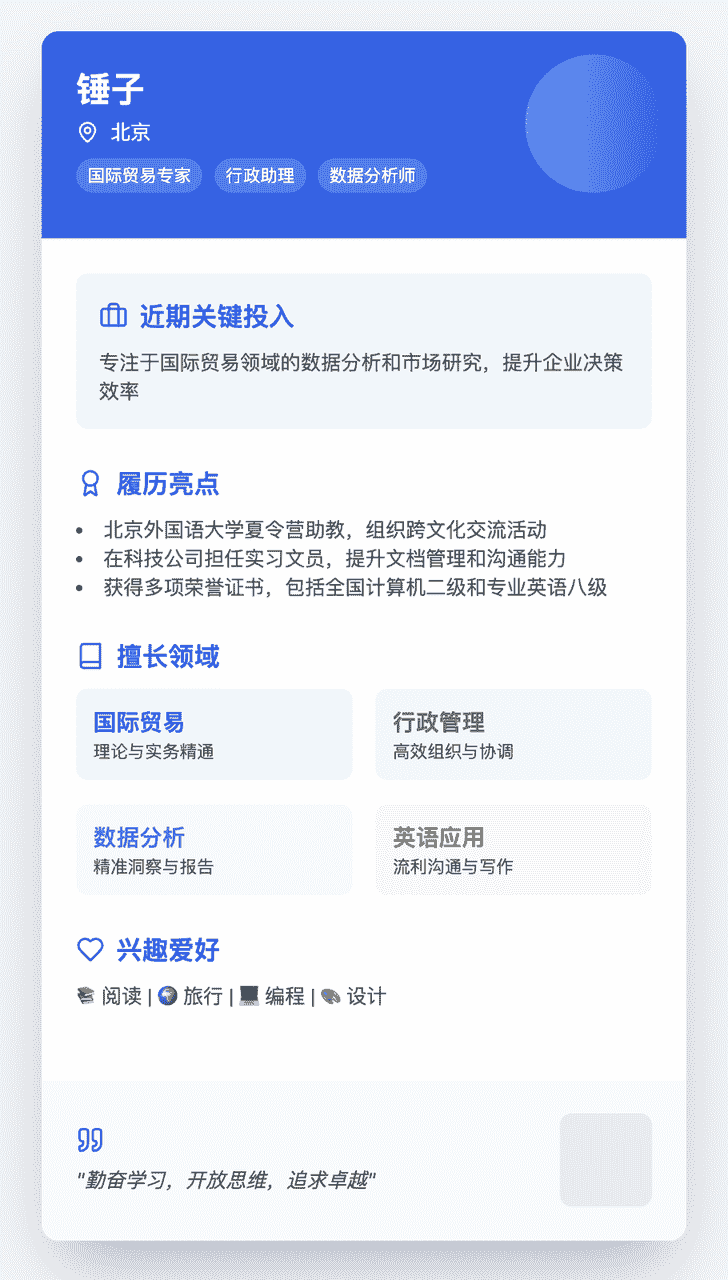 锤子
北京
国际贸易专家 行政助理 数据分析师
近期关键投入
专注于国际贸易领域的数据分析和市场研究，提升企业决策
效率
履历亮点
• 北京外国语大学夏令营助教，组织跨文化交流活动
• 在科技公司担任实习文员，提升文档管理和沟通能力
• 获得多项荣誉证书，包括全国计算机二级和专业英语八级
擅长领域
国际贸易
理论与实务精通
行政管理
高效组织与协调
数据分析
精准洞察与报告
英语应用
流利沟通与写作
兴趣爱好
📚 阅读 | 🌍 旅行 | 💻 编程 | 🎨 设计
"勤奋学习，开放思维，追求卓越"